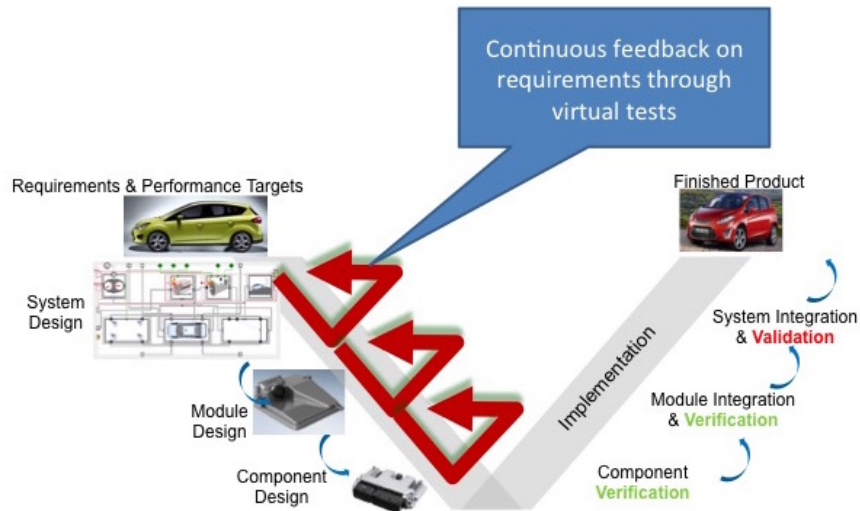 Continuous feedback on
requirements through
virtual tests
Requirements & Performance Targets
Finished Product
System
Design
Module
Design
Component
Design
Implementation
System Integration
& Validation
Module Integration
& Verification
Component
Verification